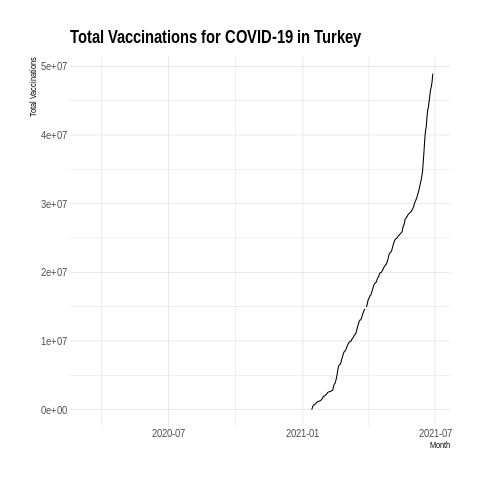 Total Vaccinations for COVID-19 in Turkey
Total Vaccinations
5e+07
4e+07
3e+07
2e+07
1e+07
0e+00
2020-07 2021-01 2021-07
Month